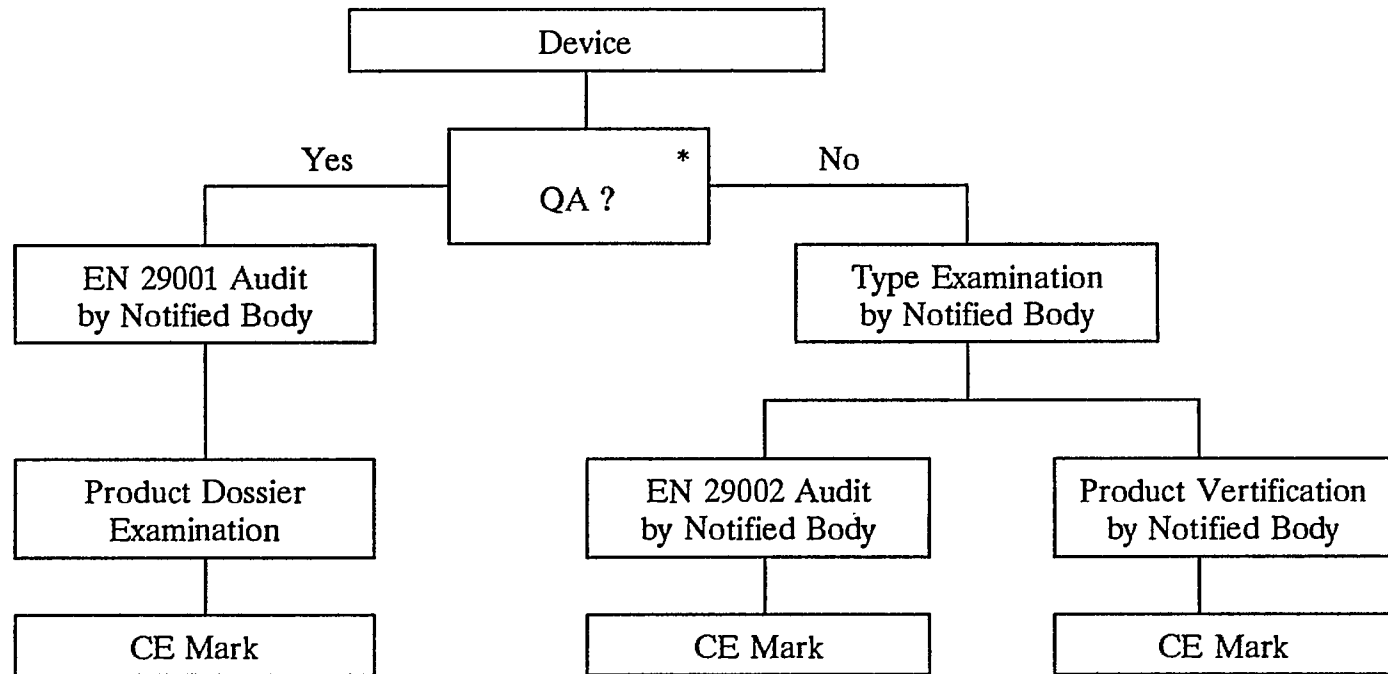 Device
Yes
*
No
QA ?
EN 29001 Audit
by Notified Body
Type Examination
by Notified Body
Product Dossier
Examination
EN 29002 Audit
by Notified Body
Product Vertification
by Notified Body
CE Mark
CE Mark
CE Mark